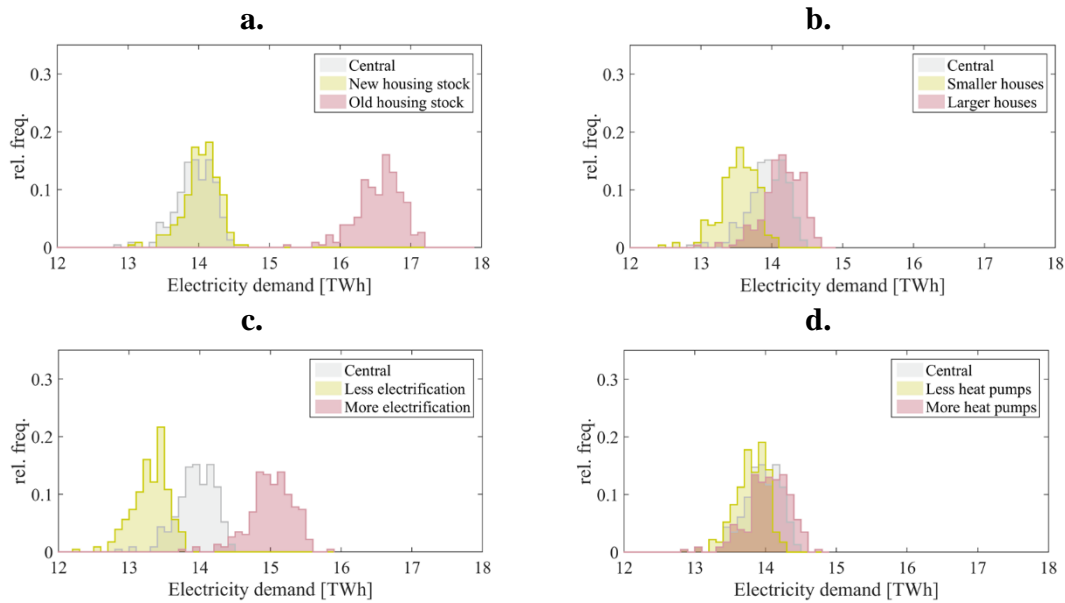 a.
0.3
0.2
0.1
0
rel. freq.
Central
New housing stock
Old housing stock
12 13 14 15 16 17 18
Electricity demand [TWh]
b.
0.3
0.2
0.1
0
rel. freq.
Central
Smaller houses
Larger houses
12 13 14 15 16 17 18
Electricity demand [TWh]
c.
0.3
0.2
0.1
0
rel. freq.
Central
Less electrification
More electrification
12 13 14 15 16 17 18
Electricity demand [TWh]
d.
0.3
0.2
0.1
0
rel. freq.
Central
Less heat pumps
More heat pumps
12 13 14 15 16 17 18
Electricity demand [TWh]